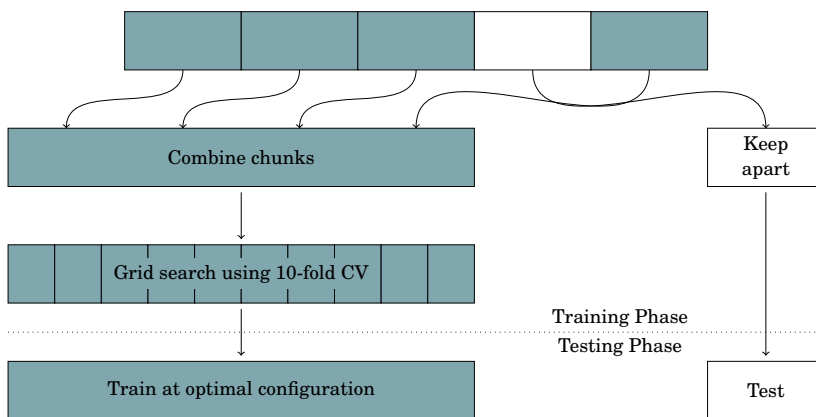 Combine chunks
Keep
apart
Grid search using 10-fold CV
Training Phase
Testing Phase
Train at optimal configuration
Test